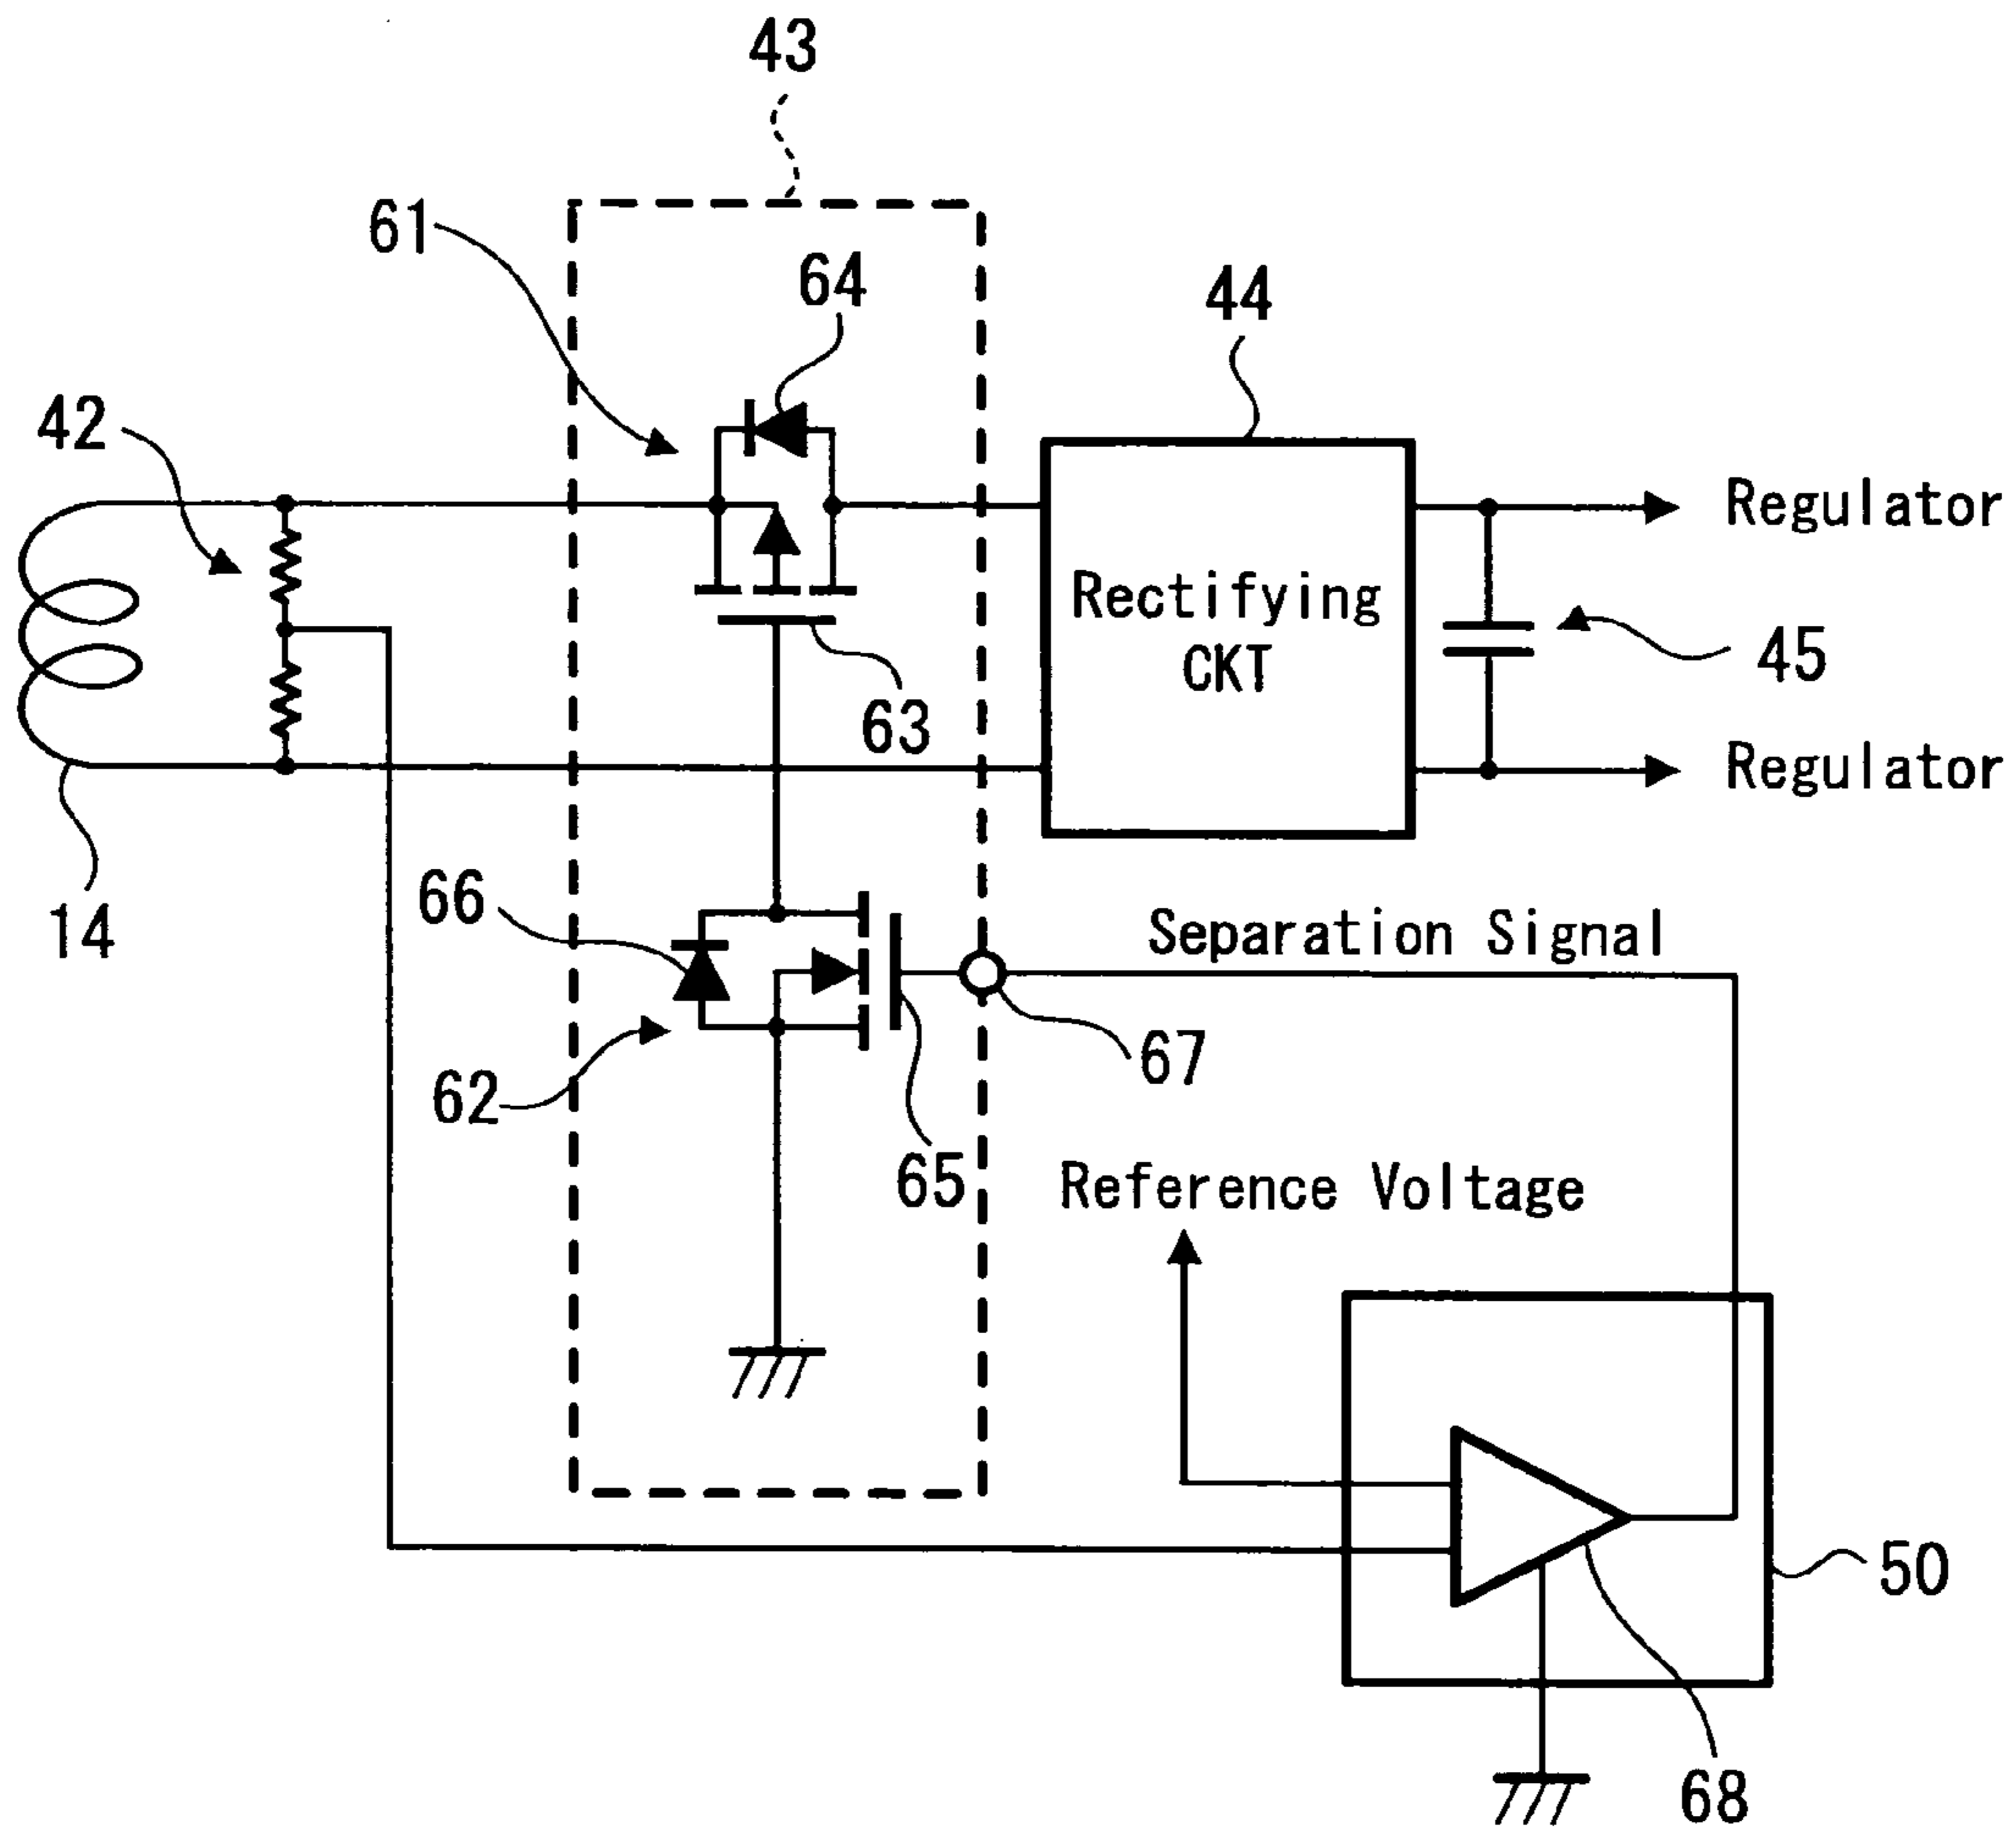 43
61
64
44
42
Regulator
Rectifying
CKT
45
63
Regulator
66
14
Separation Signal
67
62
65
Reference Voltage
50
68